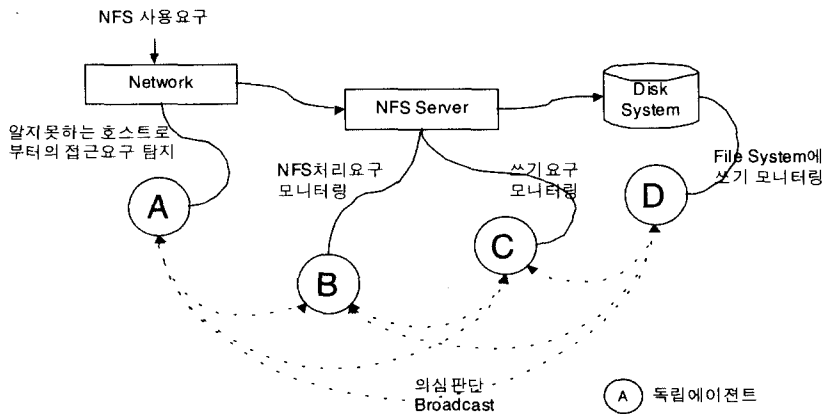 NFS 사용요구
Network
NFS Server
Disk
System
알지못하는 호스트로
부터의 접근요구 탐지
NFS처리요구
모니터링
쓰기요구
모니터링
File System에
쓰기 모니터링
A
B
C
D
의심판단
Broadcast
A 독립에이젼트